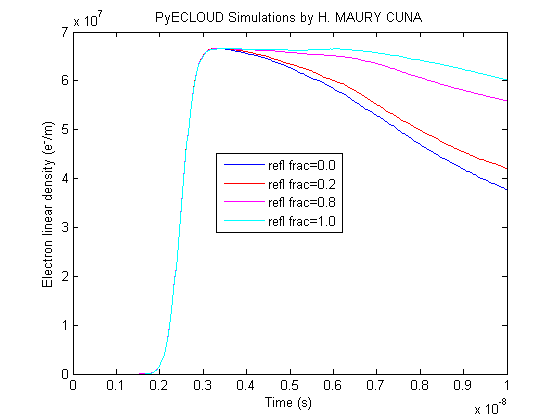 PyECLOUD Simulations by H. MAURY CUNA
x 10^7
7
6
5
4
3
2
1
0
Electron linear density (e-/m)
refl frac=0.0
refl frac=0.2
refl frac=0.8
refl frac=1.0
0 0.1 0.2 0.3 0.4 0.5 0.6 0.7 0.8 0.9 1
Time (s)
x 10^-8